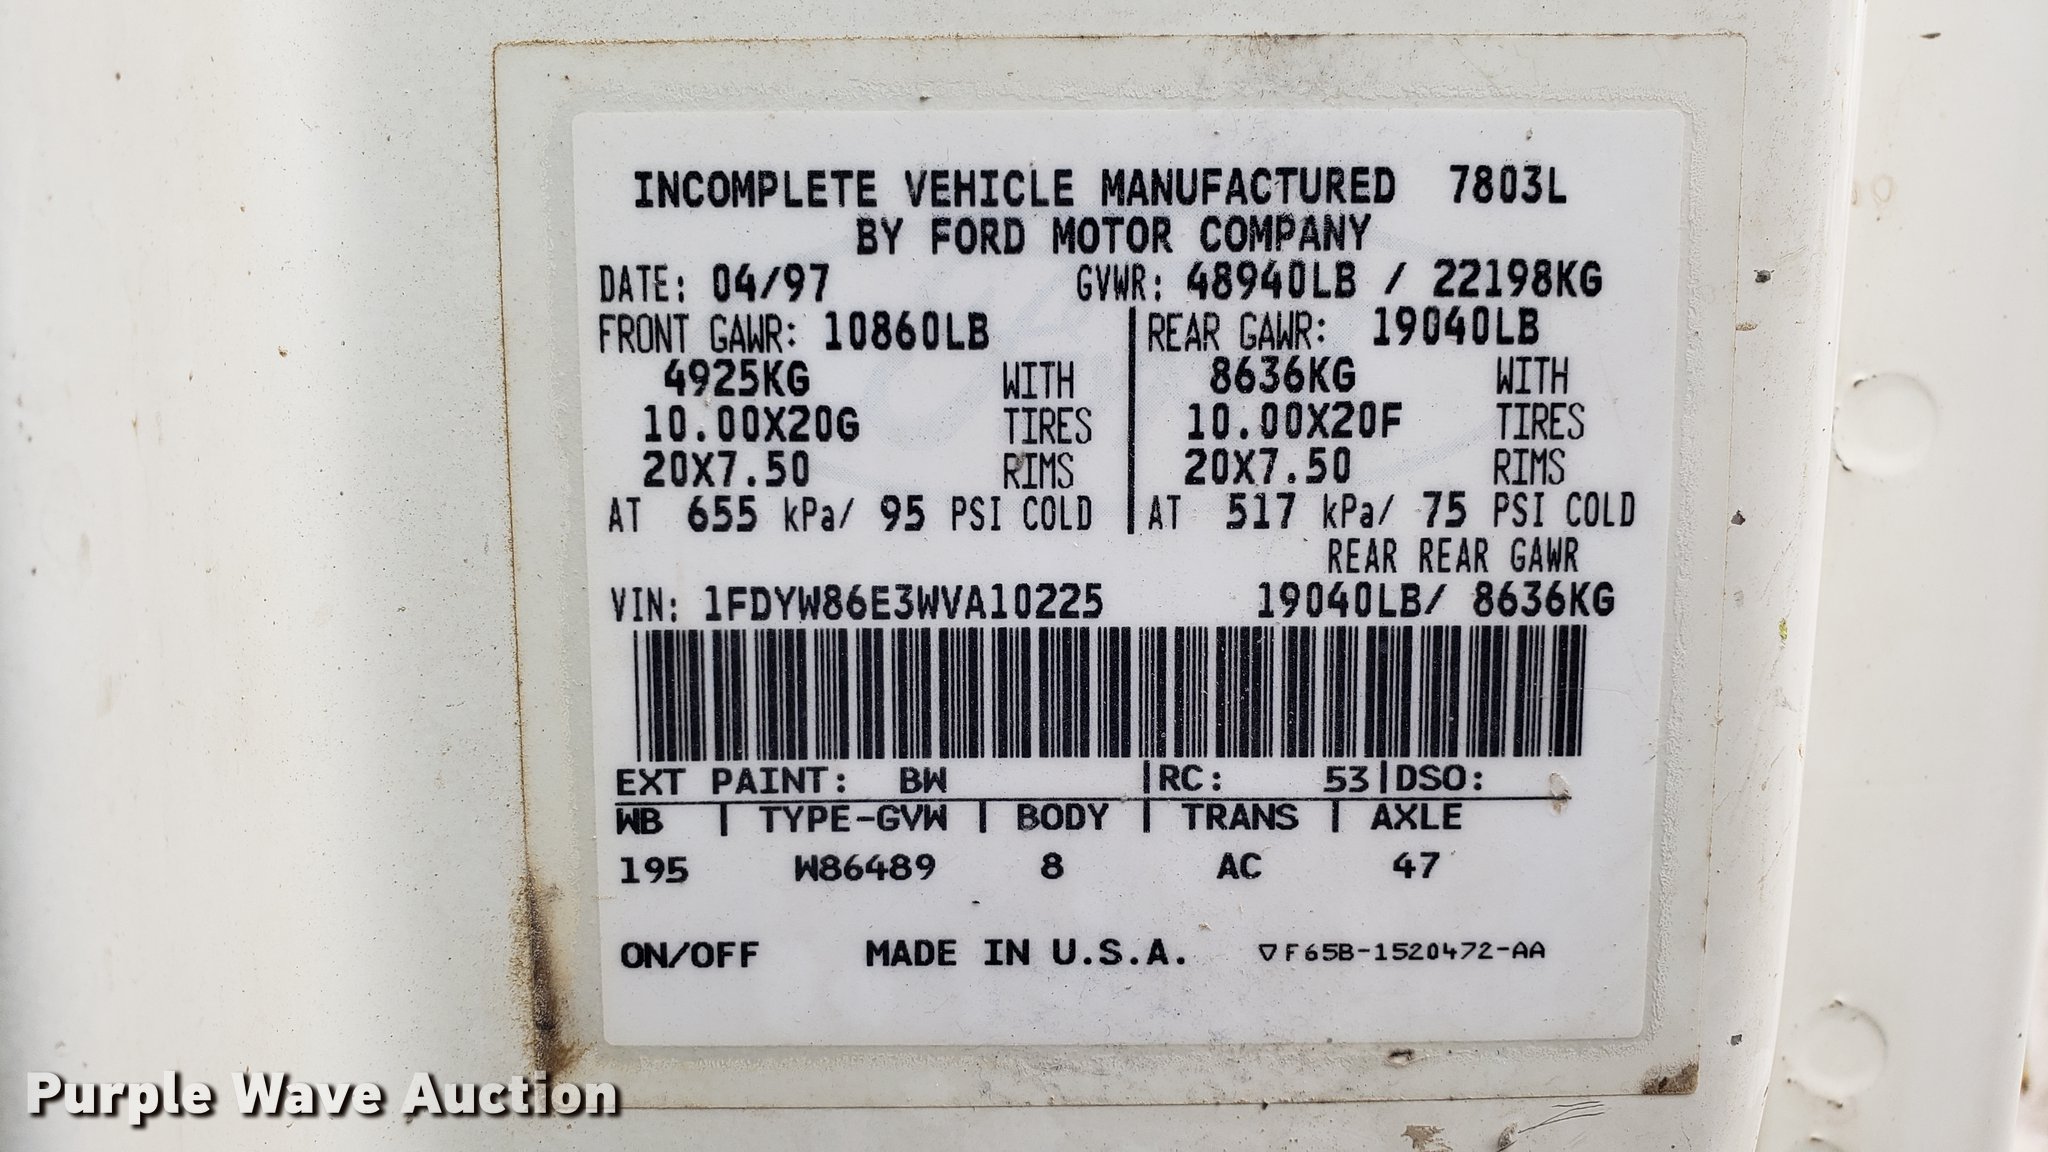 INCOMPLETE VEHICLE MANUFACTURED 7803L
BY FORD MOTOR COMPANY
DATE: 04/97 GVWR: 48940LB / 22198KG
FRONT GAWR: 10860LB REAR GAWR: 19040LB
4925KG WITH 8636KG WITH
10.00X20G TIRES 10.00X20F TIRES
20X7.50 RIMS 20X7.50 RIMS
AT 655 kPa/ 95 PSI COLD AT 517 kPa/ 75 PSI COLD
REAR REAR GAWR
VIN: 1FDYW86E3WVA10225 19040LB/ 8636KG
EXT PAINT: BW |RC: 53|DSO:
WB | TYPE-GVW | BODY | TRANS | AXLE
195 W86489 8 AC 47
ON/OFF MADE IN U.S.A. ▽F65B-1520472-AA
Purple Wave Auction